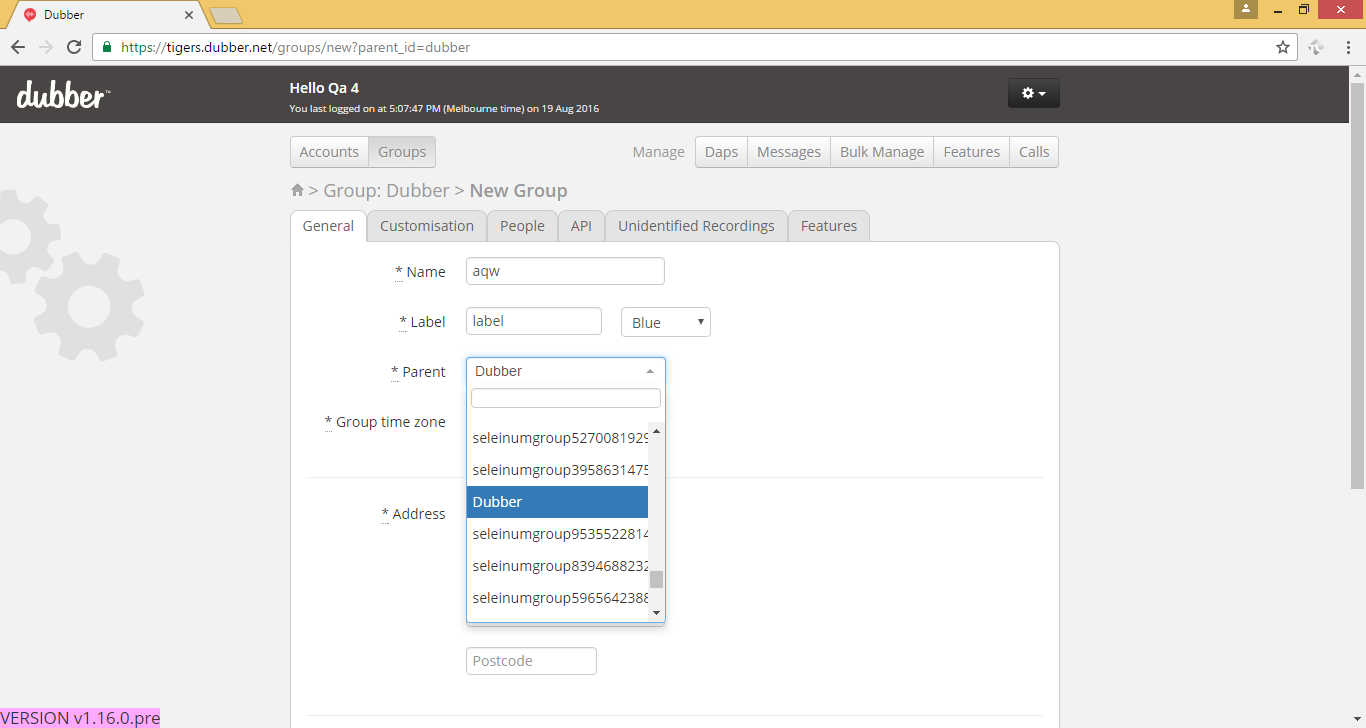 Dubber
https://tigers.dubber.net/groups/new?parent_id=dubber
dubber™
Hello Qa 4
You last logged on at 5:07:47 PM (Melbourne time) on 19 Aug 2016
Accounts Groups Manage Daps Messages Bulk Manage Features Calls
> Group: Dubber > New Group
General Customisation People API Unidentified Recordings Features
* Name aqw
* Label label Blue
* Parent Dubber
* Group time zone
seleinumgroup5270081929
seleinumgroup3958631475
Dubber
* Address
seleinumgroup9535522814
seleinumgroup8394688232
seleinumgroup5965642388
Postcode
VERSION v1.16.0.pre